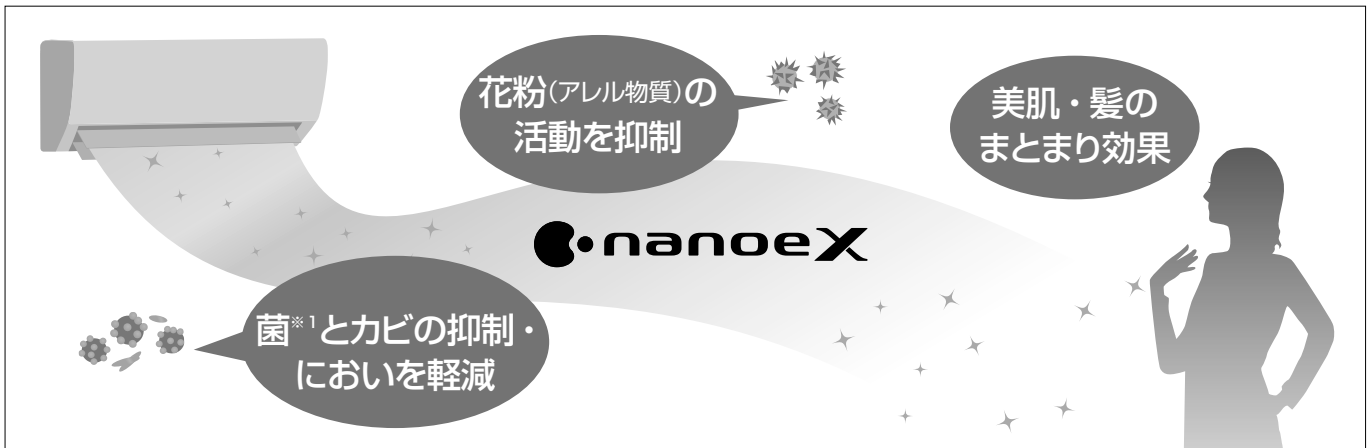 花粉(アレル物質)の
活動を抑制
美肌・髪の
まとまり効果
nanoeX
菌※1とカビの抑制・
においを軽減